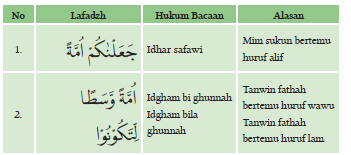 No Lafadzh Hukum Bacaan Alasan
1. جَعَلْنٰكُمْ اُمَّةً Idhar safawi Mim sukun bertemu
huruf alif
2. اُمَّةً وَّسَطًا
لِّتَكُوْنُوْا
Idgham bi ghunnah
Idgham bila
ghunnah
Tanwin fathah
bertemu huruf wawu
Tanwin fathah
bertemu huruf lam